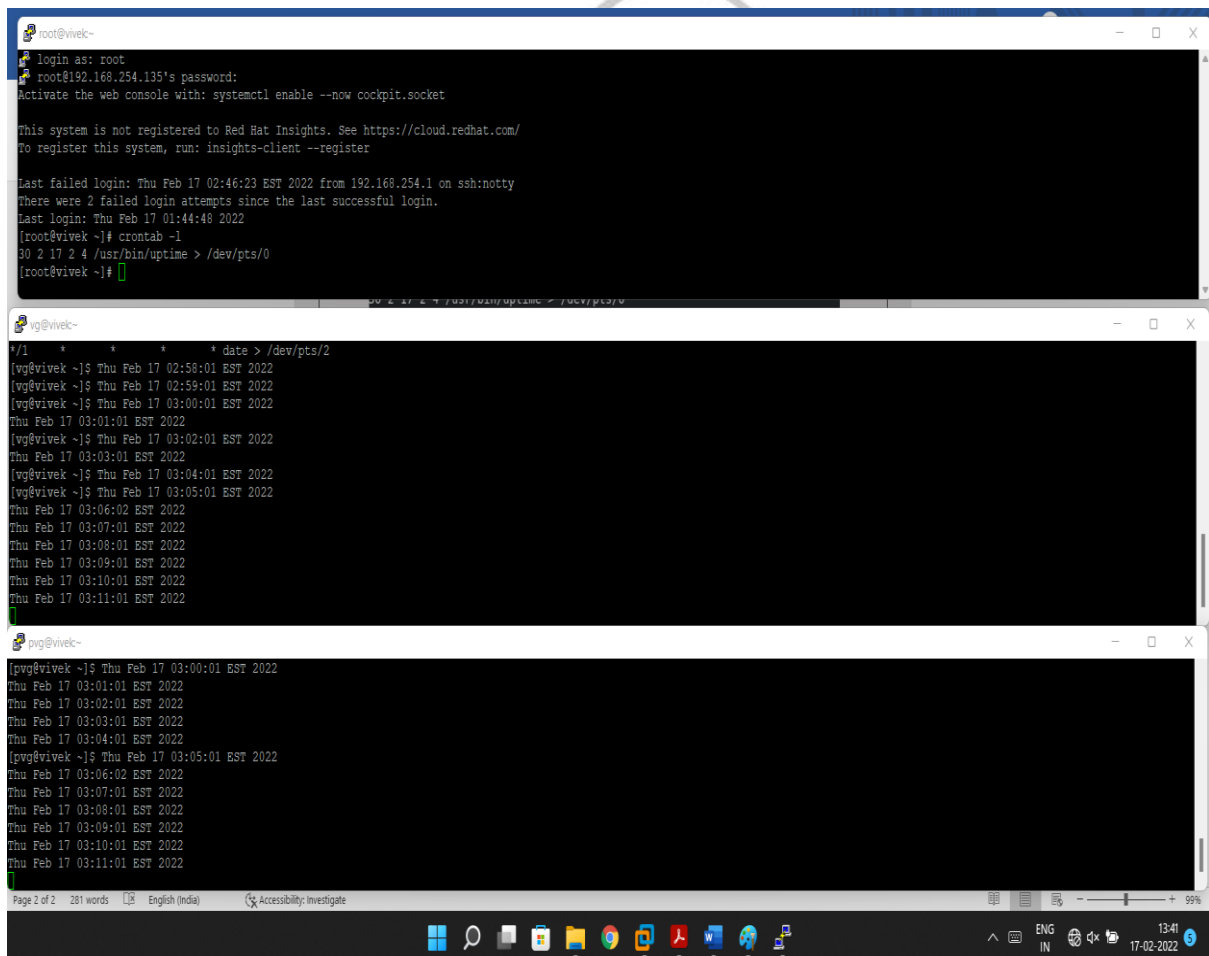 root@vivek:~
login as: root
root@192.168.254.135's password:
Activate the web console with: systemctl enable --now cockpit.socket
This system is not registered to Red Hat Insights. See https://cloud.redhat.com/
To register this system, run: insights-client --register
Last failed login: Thu Feb 17 02:46:23 EST 2022 from 192.168.254.1 on ssh:notty
There were 2 failed login attempts since the last successful login.
Last login: Thu Feb 17 01:44:48 2022
[root@vivek ~]# crontab -l
30 2 17 2 4 /usr/bin/uptime > /dev/pts/0
[root@vivek ~]#
30 2 17 2 4 /usr/bin/uptime > /dev/pts/0
vg@vivek:~
*/1 * * * * date > /dev/pts/2
[vg@vivek ~]$ Thu Feb 17 02:58:01 EST 2022
[vg@vivek ~]$ Thu Feb 17 02:59:01 EST 2022
[vg@vivek ~]$ Thu Feb 17 03:00:01 EST 2022
Thu Feb 17 03:01:01 EST 2022
[vg@vivek ~]$ Thu Feb 17 03:02:01 EST 2022
Thu Feb 17 03:03:01 EST 2022
[vg@vivek ~]$ Thu Feb 17 03:04:01 EST 2022
[vg@vivek ~]$ Thu Feb 17 03:05:01 EST 2022
Thu Feb 17 03:06:02 EST 2022
Thu Feb 17 03:07:01 EST 2022
Thu Feb 17 03:08:01 EST 2022
Thu Feb 17 03:09:01 EST 2022
Thu Feb 17 03:10:01 EST 2022
Thu Feb 17 03:11:01 EST 2022
pvg@vivek:~
[pvg@vivek ~]$ Thu Feb 17 03:00:01 EST 2022
Thu Feb 17 03:01:01 EST 2022
Thu Feb 17 03:02:01 EST 2022
Thu Feb 17 03:03:01 EST 2022
Thu Feb 17 03:04:01 EST 2022
[pvg@vivek ~]$ Thu Feb 17 03:05:01 EST 2022
Thu Feb 17 03:06:02 EST 2022
Thu Feb 17 03:07:01 EST 2022
Thu Feb 17 03:08:01 EST 2022
Thu Feb 17 03:09:01 EST 2022
Thu Feb 17 03:10:01 EST 2022
Thu Feb 17 03:11:01 EST 2022
Page 2 of 2 281 words English (India) Accessibility: Investigate 99%
ENG 13:41
IN 17-02-2022 5